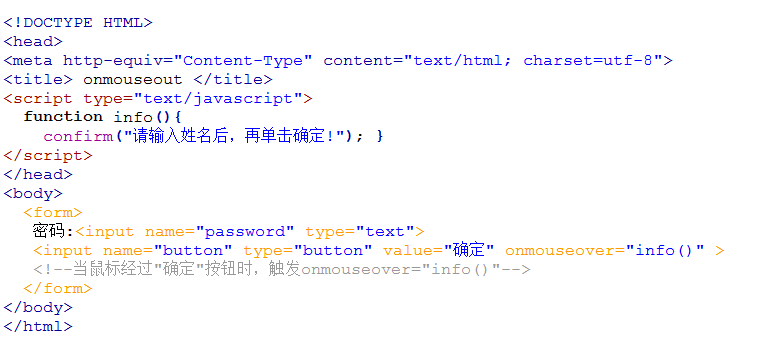 <!DOCTYPE HTML>
<head>
<meta http-equiv="Content-Type" content="text/html; charset=utf-8">
<title> onmouseout </title>
<script type="text/javascript">
function info(){
confirm("请输入姓名后，再单击确定!"); }
</script>
</head>
<body>
<form>
密码:<input name="password" type="text">
<input name="button" type="button" value="确定" onmouseover="info()" >
<!--当鼠标经过"确定"按钮时，触发onmouseover="info()"-->
</form>
</body>
</html>